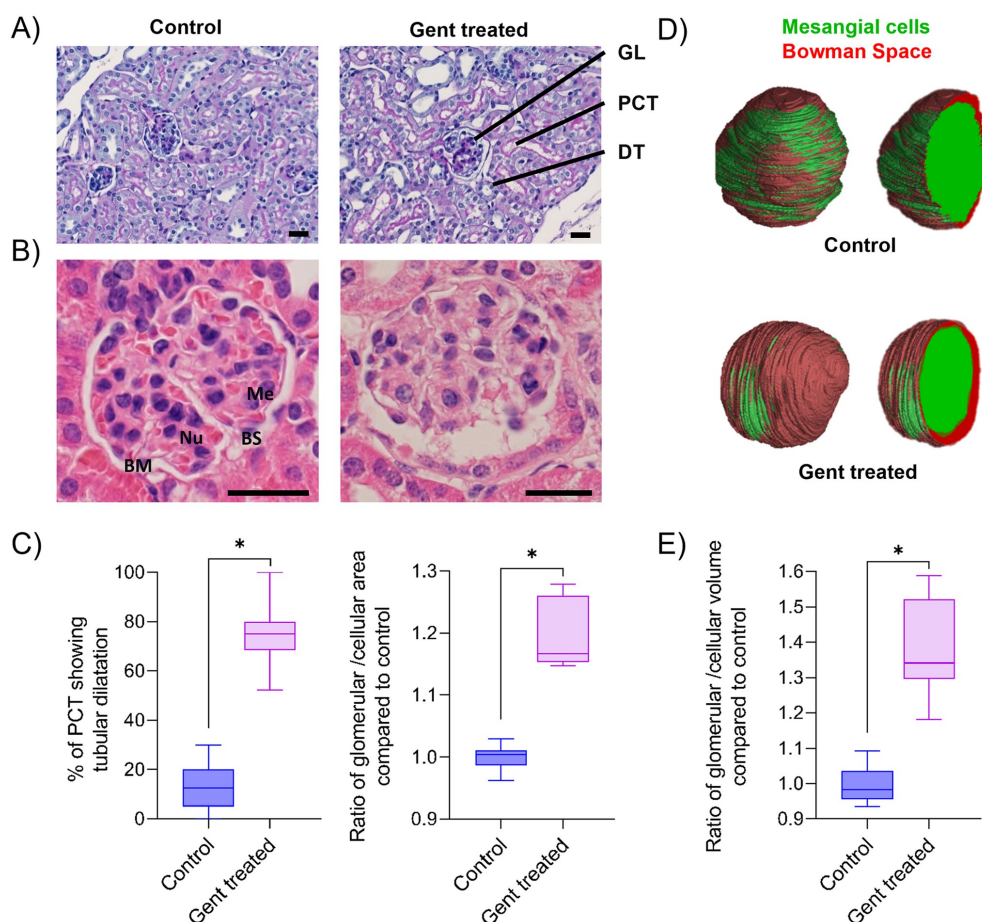 A)
Control
Gent treated
GL
PCT
DT
B)
Me
Nu
BS
BM
C)
% of PCT showing
tubular dilatation
100
80
60
40
20
0
*
Control
Gent treated
Ratio of glomerular /cellular area
compared to control
1.3
1.2
1.1
1.0
0.9
*
Control
Gent treated
D)
Mesangial cells
Bowman Space
Control
Gent treated
E)
Ratio of glomerular /cellular volume
compared to control
1.6
1.5
1.4
1.3
1.2
1.1
1.0
0.9
*
Control
Gent treated